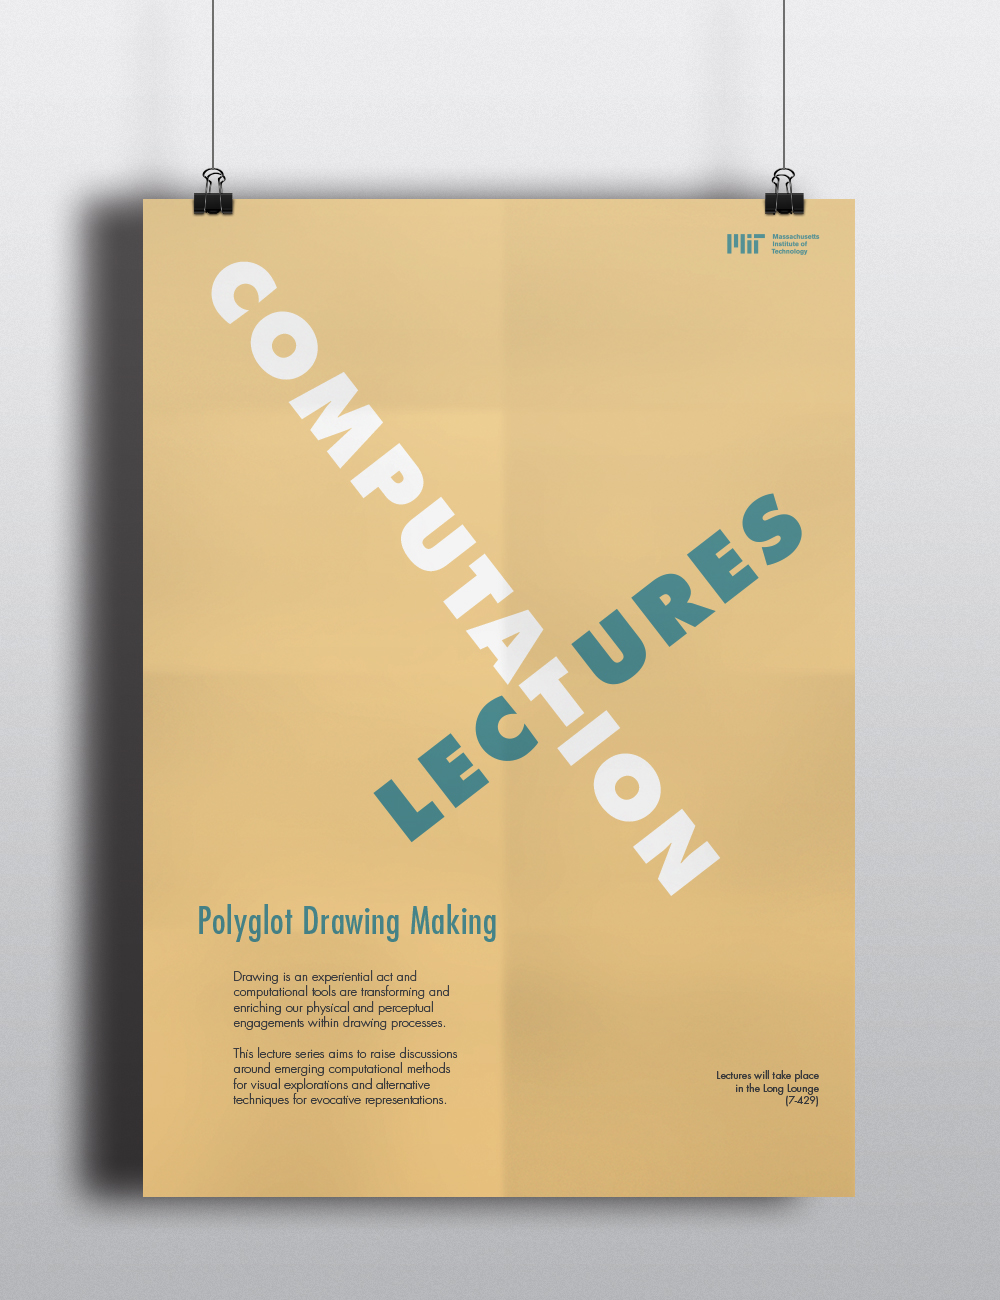 Massachusetts
Institute of
Technology
COMPUTATION
LECTURES
Polyglot Drawing Making
Drawing is an experiential act and
computational tools are transforming and
enriching our physical and perceptual
engagements within drawing processes.
This lecture series aims to raise discussions
around emerging computational methods
for visual explorations and alternative
techniques for evocative representations.
Lectures will take place
in the Long Lounge
(7-429)